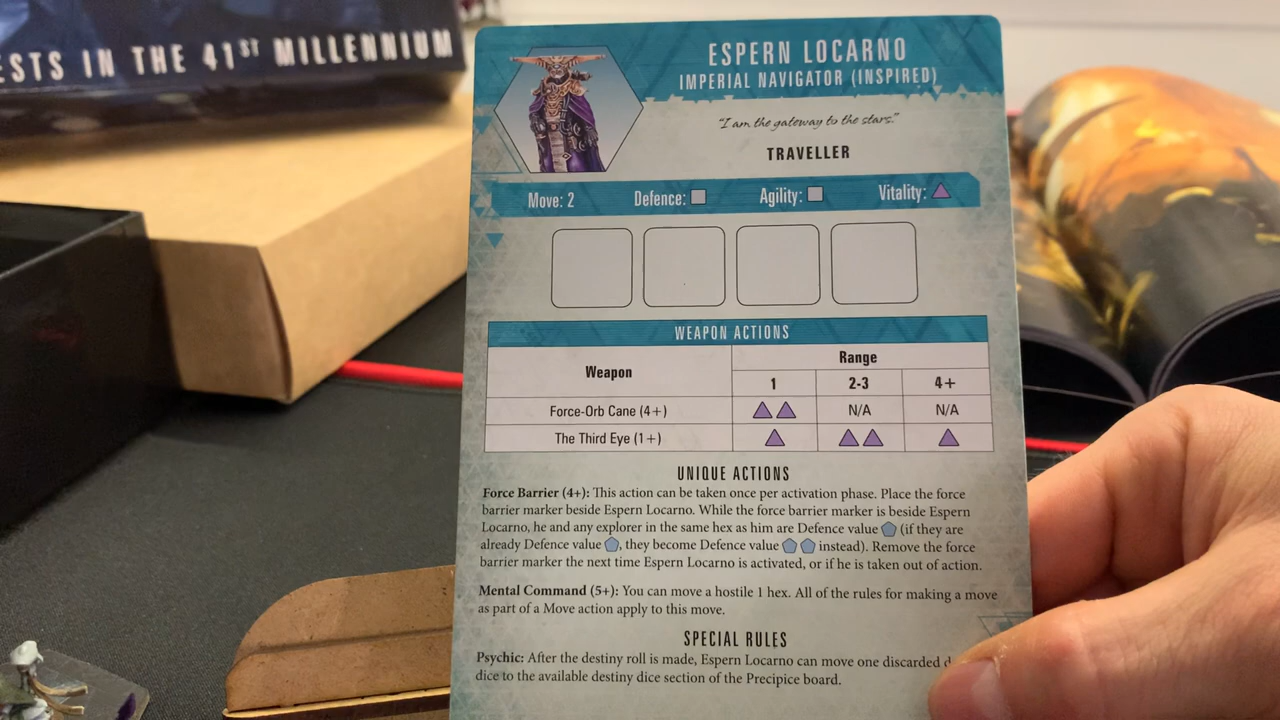 ESTS IN THE 41ST MILLENNIUM
ESPERN LOCARNO
IMPERIAL NAVIGATOR (INSPIRED)
"I am the gateway to the stars."
TRAVELLER
Move: 2 Defence: Agility: Vitality:
WEAPON ACTIONS
Weapon Range
1 2-3 4+
Force-Orb Cane (4+) N/A N/A
The Third Eye (1+)
UNIQUE ACTIONS
Force Barrier (4+): This action can be taken once per activation phase. Place the force
barrier marker beside Espern Locarno. While the force barrier marker is beside Espern
Locarno, he and any explorer in the same hex as him are Defence value (if they are
already Defence value , they become Defence value instead). Remove the force
barrier marker the next time Espern Locarno is activated, or if he is taken out of action.
Mental Command (5+): You can move a hostile 1 hex. All of the rules for making a move
as part of a Move action apply to this move.
SPECIAL RULES
Psychic: After the destiny roll is made, Espern Locarno can move one discarded d
dice to the available destiny dice section of the Precipice board.